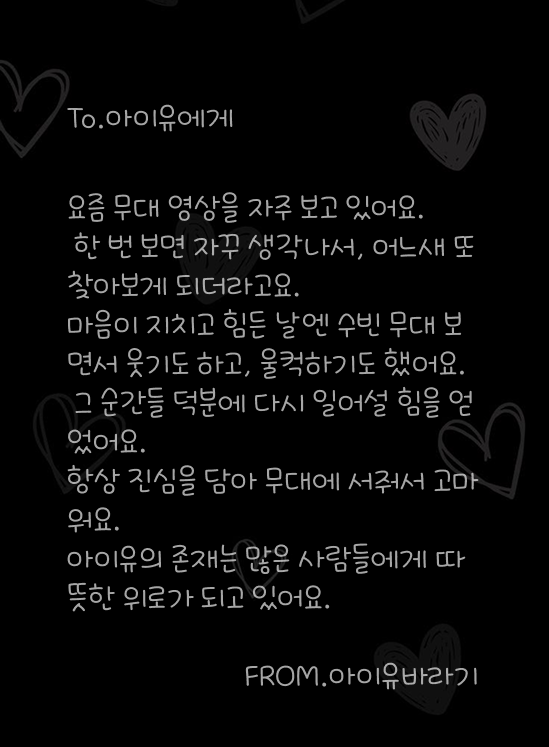 To.아이유에게
요즘 무대 영상을 자주 보고 있어요.
한 번 보면 자꾸 생각나서, 어느새 또
찾아보게 되더라고요.
마음이 지치고 힘든 날엔 수빈 무대 보
면서 웃기도 하고, 울컥하기도 했어요.
그 순간들 덕분에 다시 일어설 힘을 얻
었어요.
항상 진심을 담아 무대에 서줘서 고마
워요.
아이유의 존재는 많은 사람들에게 따
뜻한 위로가 되고 있어요.
FROM.아이유바라기